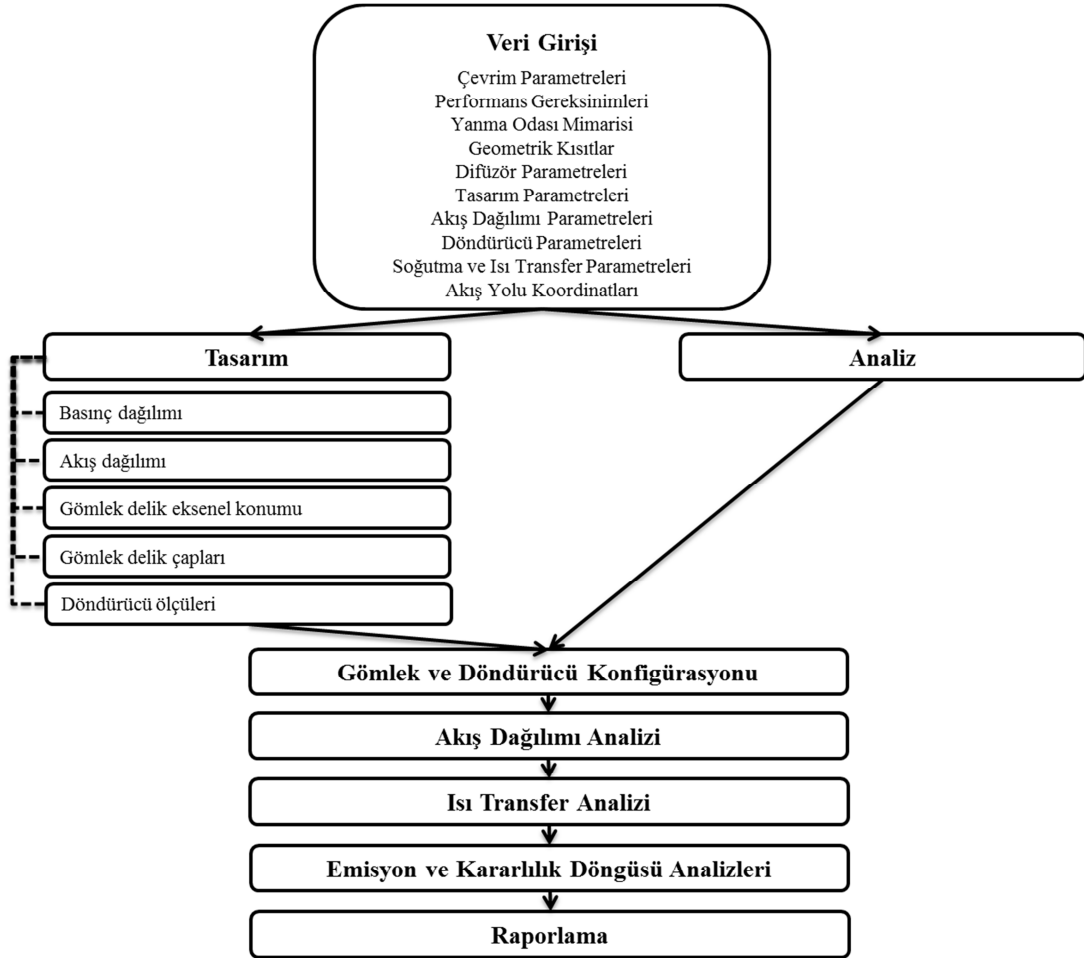 Veri Girişi
Çevrim Parametreleri
Performans Gereksinimleri
Yanma Odası Mimarisi
Geometrik Kısıtlar
Difüzör Parametreleri
Tasarım Parametreleri
Akış Dağılımı Parametreleri
Döndürücü Parametreleri
Soğutma ve Isı Transfer Parametreleri
Akış Yolu Koordinatları
Tasarım
Analiz
Basınç dağılımı
Akış dağılımı
Gömlek delik eksenel konumu
Gömlek delik çapları
Döndürücü ölçüleri
Gömlek ve Döndürücü Konfigürasyonu
Akış Dağılımı Analizi
Isı Transfer Analizi
Emisyon ve Kararlılık Döngüsü Analizleri
Raporlama